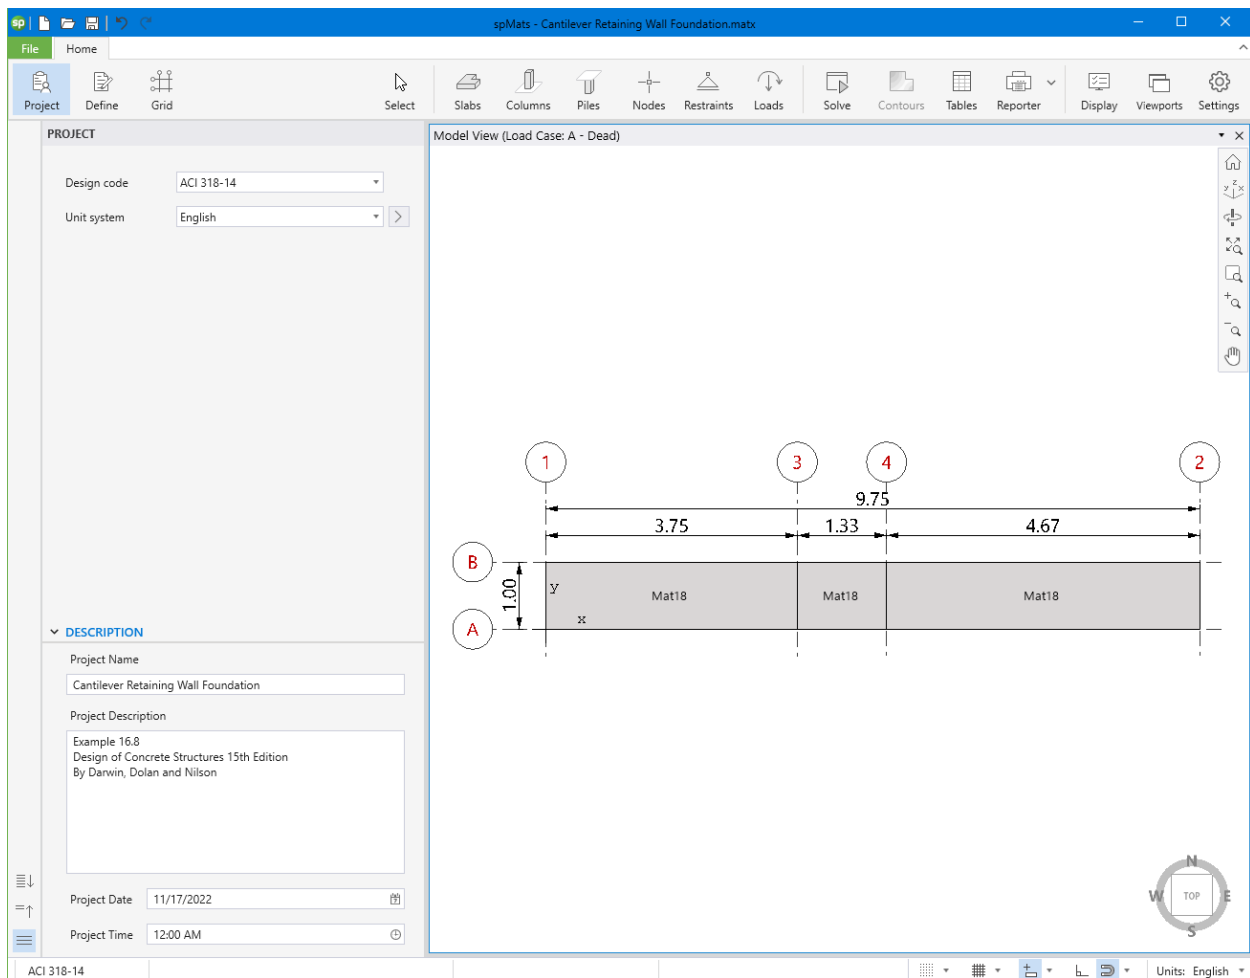 sp
spMats - Cantilever Retaining Wall Foundation.matx
File
Home
Project
Define
Grid
Select
Slabs
Columns
Piles
Nodes
Restraints
Loads
Solve
Contours
Tables
Reporter
Display
Viewports
Settings
PROJECT
Design code
ACI 318-14
Unit system
English
DESCRIPTION
Project Name
Cantilever Retaining Wall Foundation
Project Description
Example 16.8
Design of Concrete Structures 15th Edition
By Darwin, Dolan and Nilson
Project Date
11/17/2022
Project Time
12:00 AM
Model View (Load Case: A - Dead)
y z x
1
3
4
2
9.75
3.75
1.33
4.67
B
A
1.00
y
x
Mat18
Mat18
Mat18
N
W
TOP
E
S
ACI 318-14
Units: English